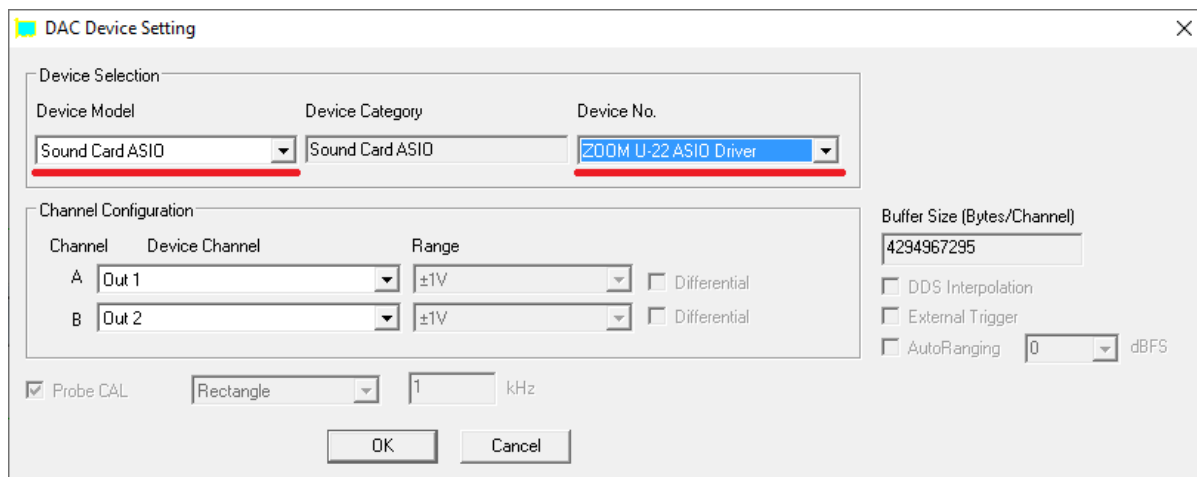 DAC Device Setting
Device Selection
Device Model Device Category Device No.
Sound Card ASIO Sound Card ASIO ZOOM U-22 ASIO Driver
Channel Configuration
Buffer Size (Bytes/Channel)
Channel Device Channel Range
4294967295
A Out 1 ±1V Differential
DDS Interpolation
B Out 2 ±1V Differential
External Trigger
AutoRanging 0 dBFS
Probe CAL Rectangle 1 kHz
OK Cancel